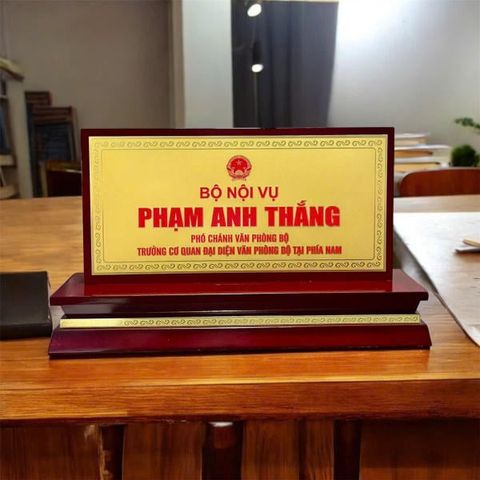 BỘ NỘI VỤ
PHẠM ANH THẮNG
PHÓ CHÁNH VĂN PHÒNG BỘ
TRƯỞNG CƠ QUAN ĐẠI DIỆN VĂN PHÒNG BỘ TẠI PHÍA NAM